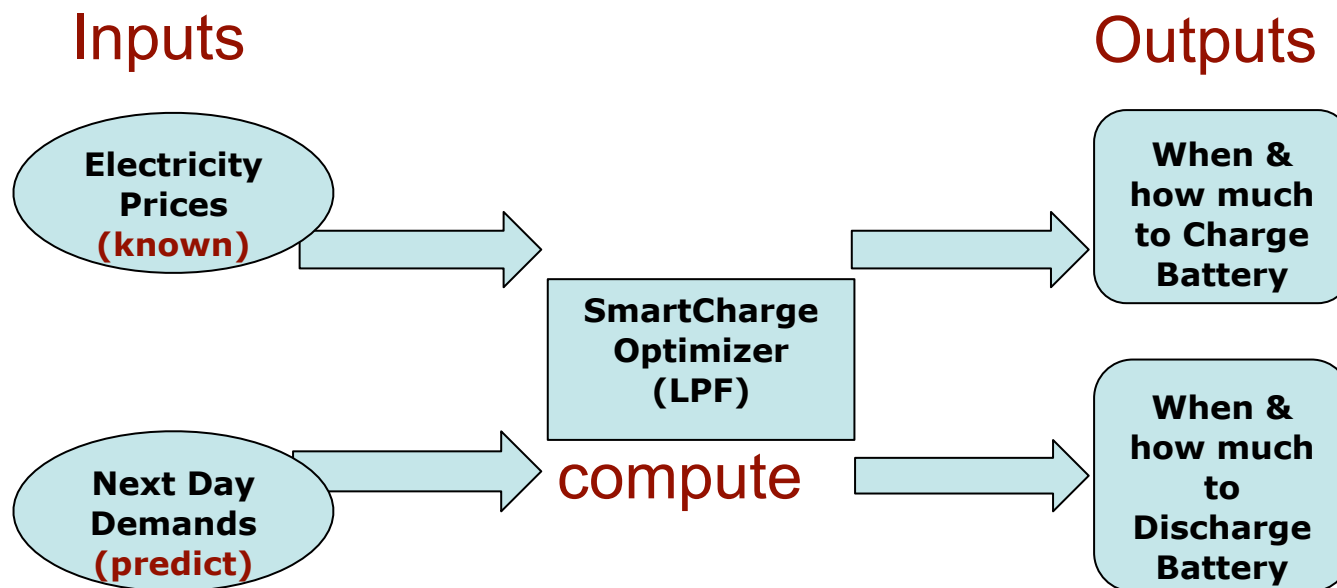 Inputs
Outputs
Electricity
Prices
(known)
When &
how much
to Charge
Battery
SmartCharge
Optimizer
(LPF)
compute
Next Day
Demands
(predict)
When &
how much
to
Discharge
Battery